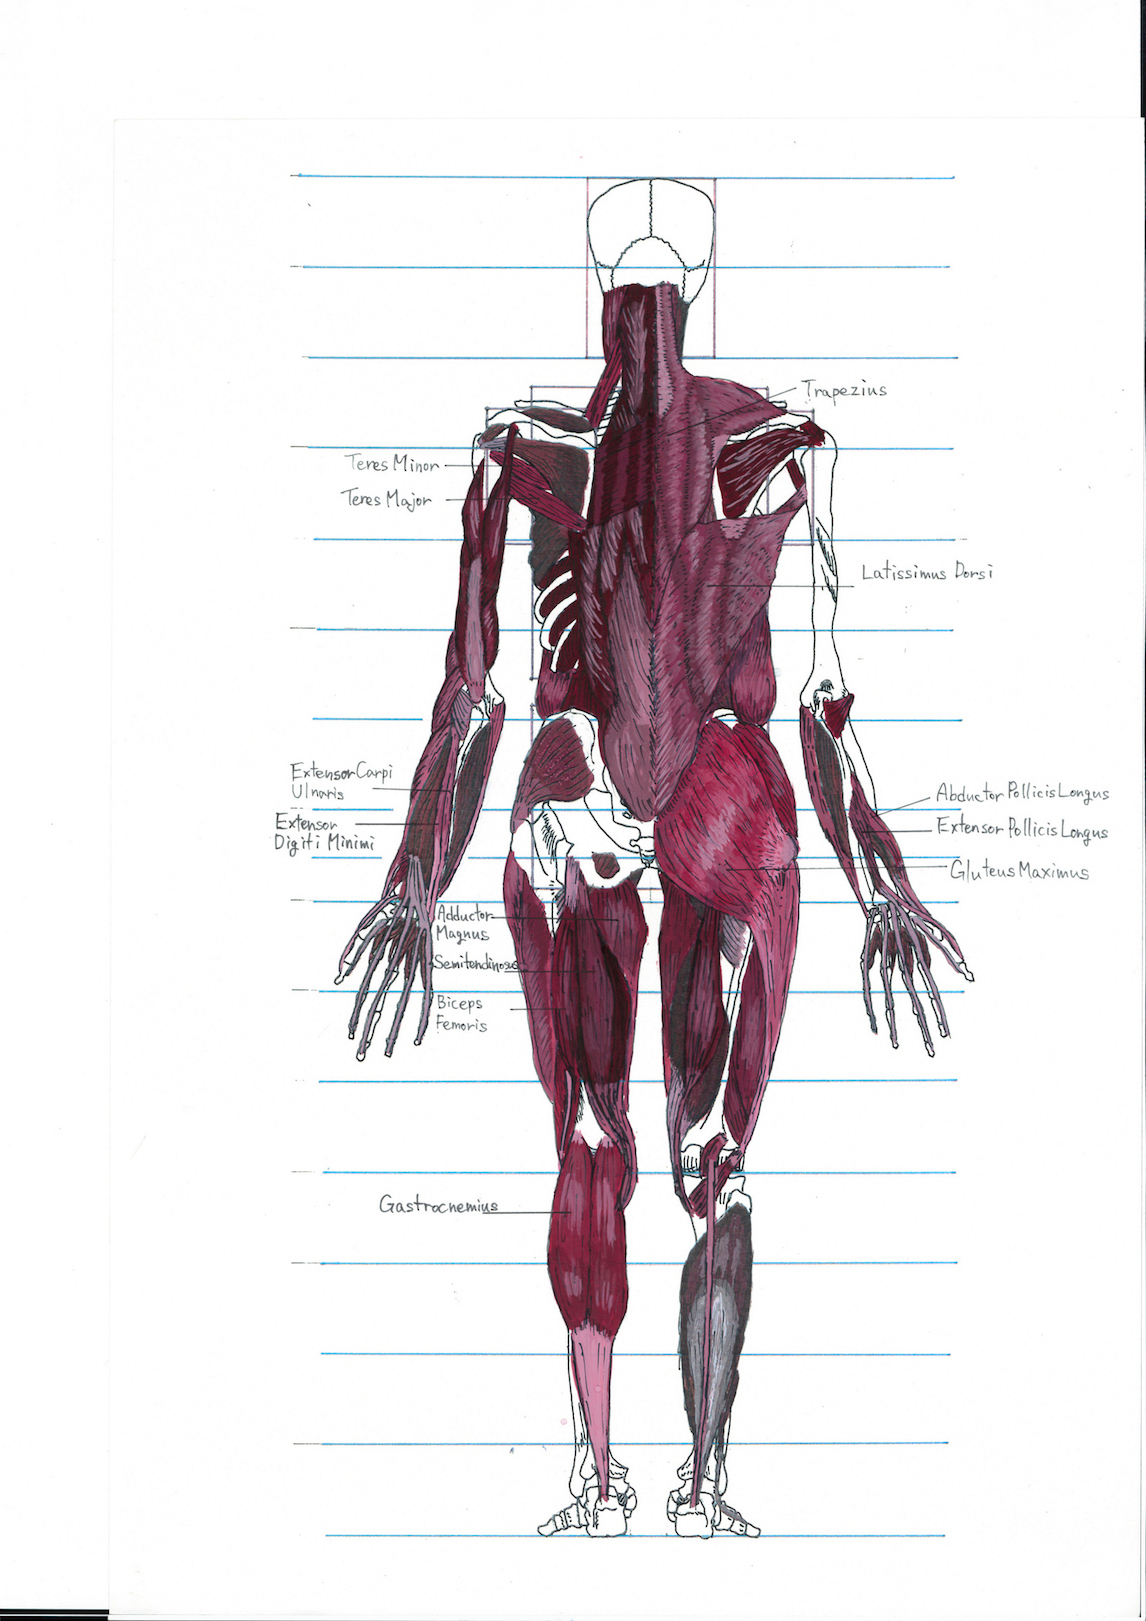 Trapezius
Teres Minor
Teres Major
Latissimus Dorsi
Extensor Carpi
Ulnaris
Extensor
Digiti Minimi
Abductor Pollicis Longus
Extensor Pollicis Longus
Gluteus Maximus
Adductor
Magnus
Semitendinosus
Biceps
Femoris
Gastrocnemius